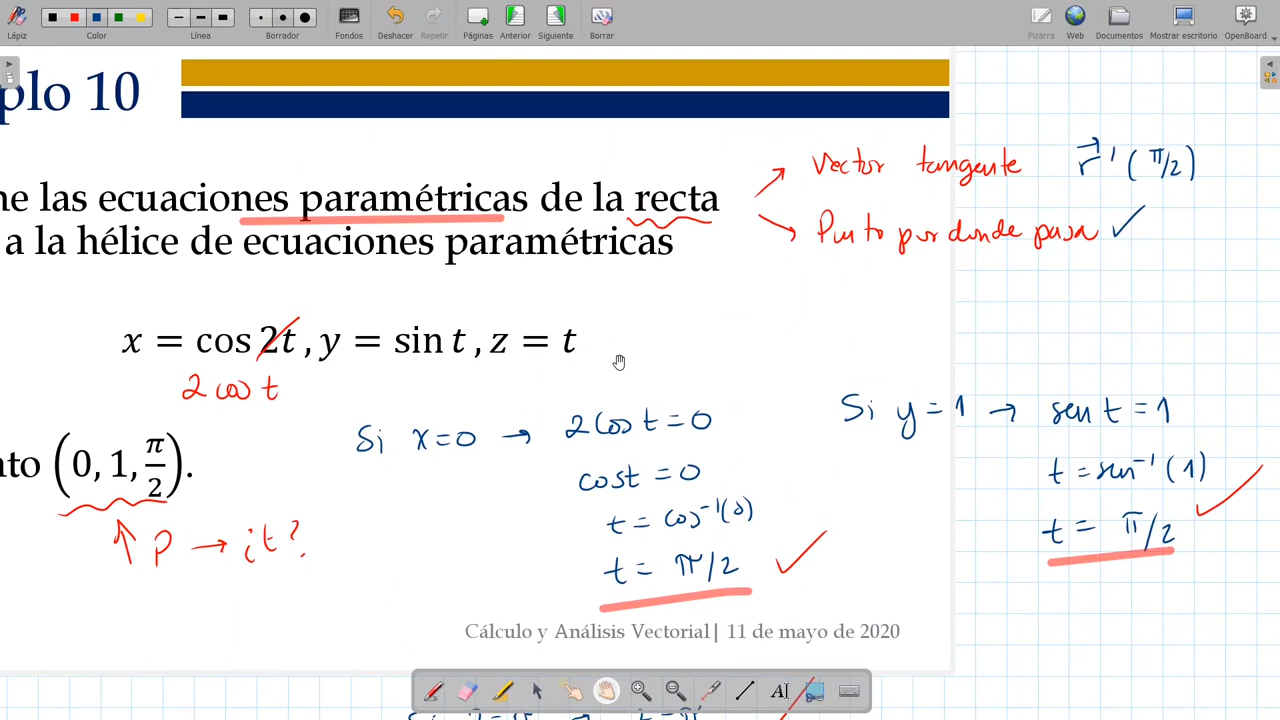 Lápiz
Color
Línea
Borrador
Fondos
Deshacer
Repetir
Páginas
Anterior
Siguiente
Borrar
Pizarra
Web
Documentos
Mostrar escritorio
OpenBoard
plo 10
Vector tangente r⃗ '(π/2)
ne las ecuaciones paramétricas de la recta
Punto por donde pasa ✓
a la hélice de ecuaciones paramétricas
x = cos 2t , y = sin t , z = t
2 cos t
Si x=0 → 2 cos t = 0
cos t = 0
t = cos⁻¹(0)
t = π/2 ✓
Si y = 1 → sen t = 1
t = sen⁻¹(1)
t = π/2 ✓
nto (0, 1, π/2).
↑ P → ¿t?
Cálculo y Análisis Vectorial| 11 de mayo de 2020